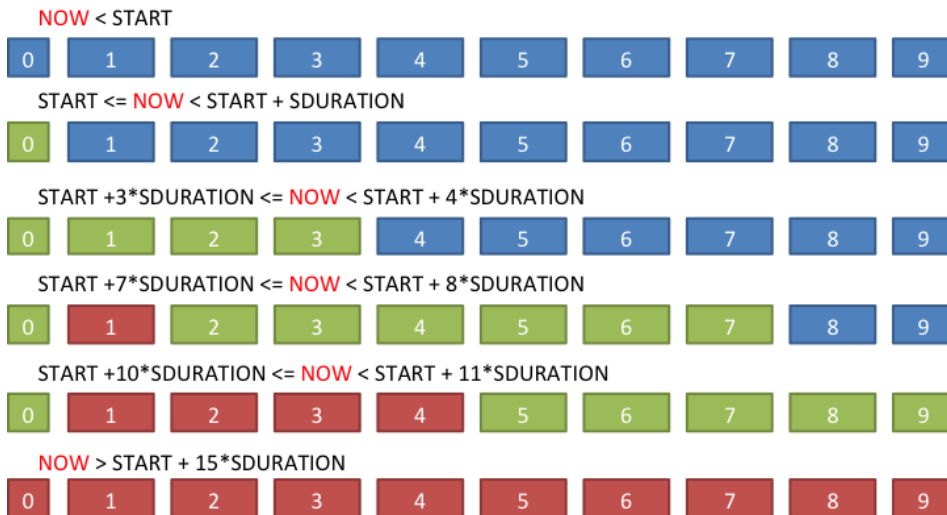 NOW < START
0 1 2 3 4 5 6 7 8 9
START <= NOW < START + SDURATION
0 1 2 3 4 5 6 7 8 9
START +3*SDURATION <= NOW < START + 4*SDURATION
0 1 2 3 4 5 6 7 8 9
START +7*SDURATION <= NOW < START + 8*SDURATION
0 1 2 3 4 5 6 7 8 9
START +10*SDURATION <= NOW < START + 11*SDURATION
0 1 2 3 4 5 6 7 8 9
NOW > START + 15*SDURATION
0 1 2 3 4 5 6 7 8 9